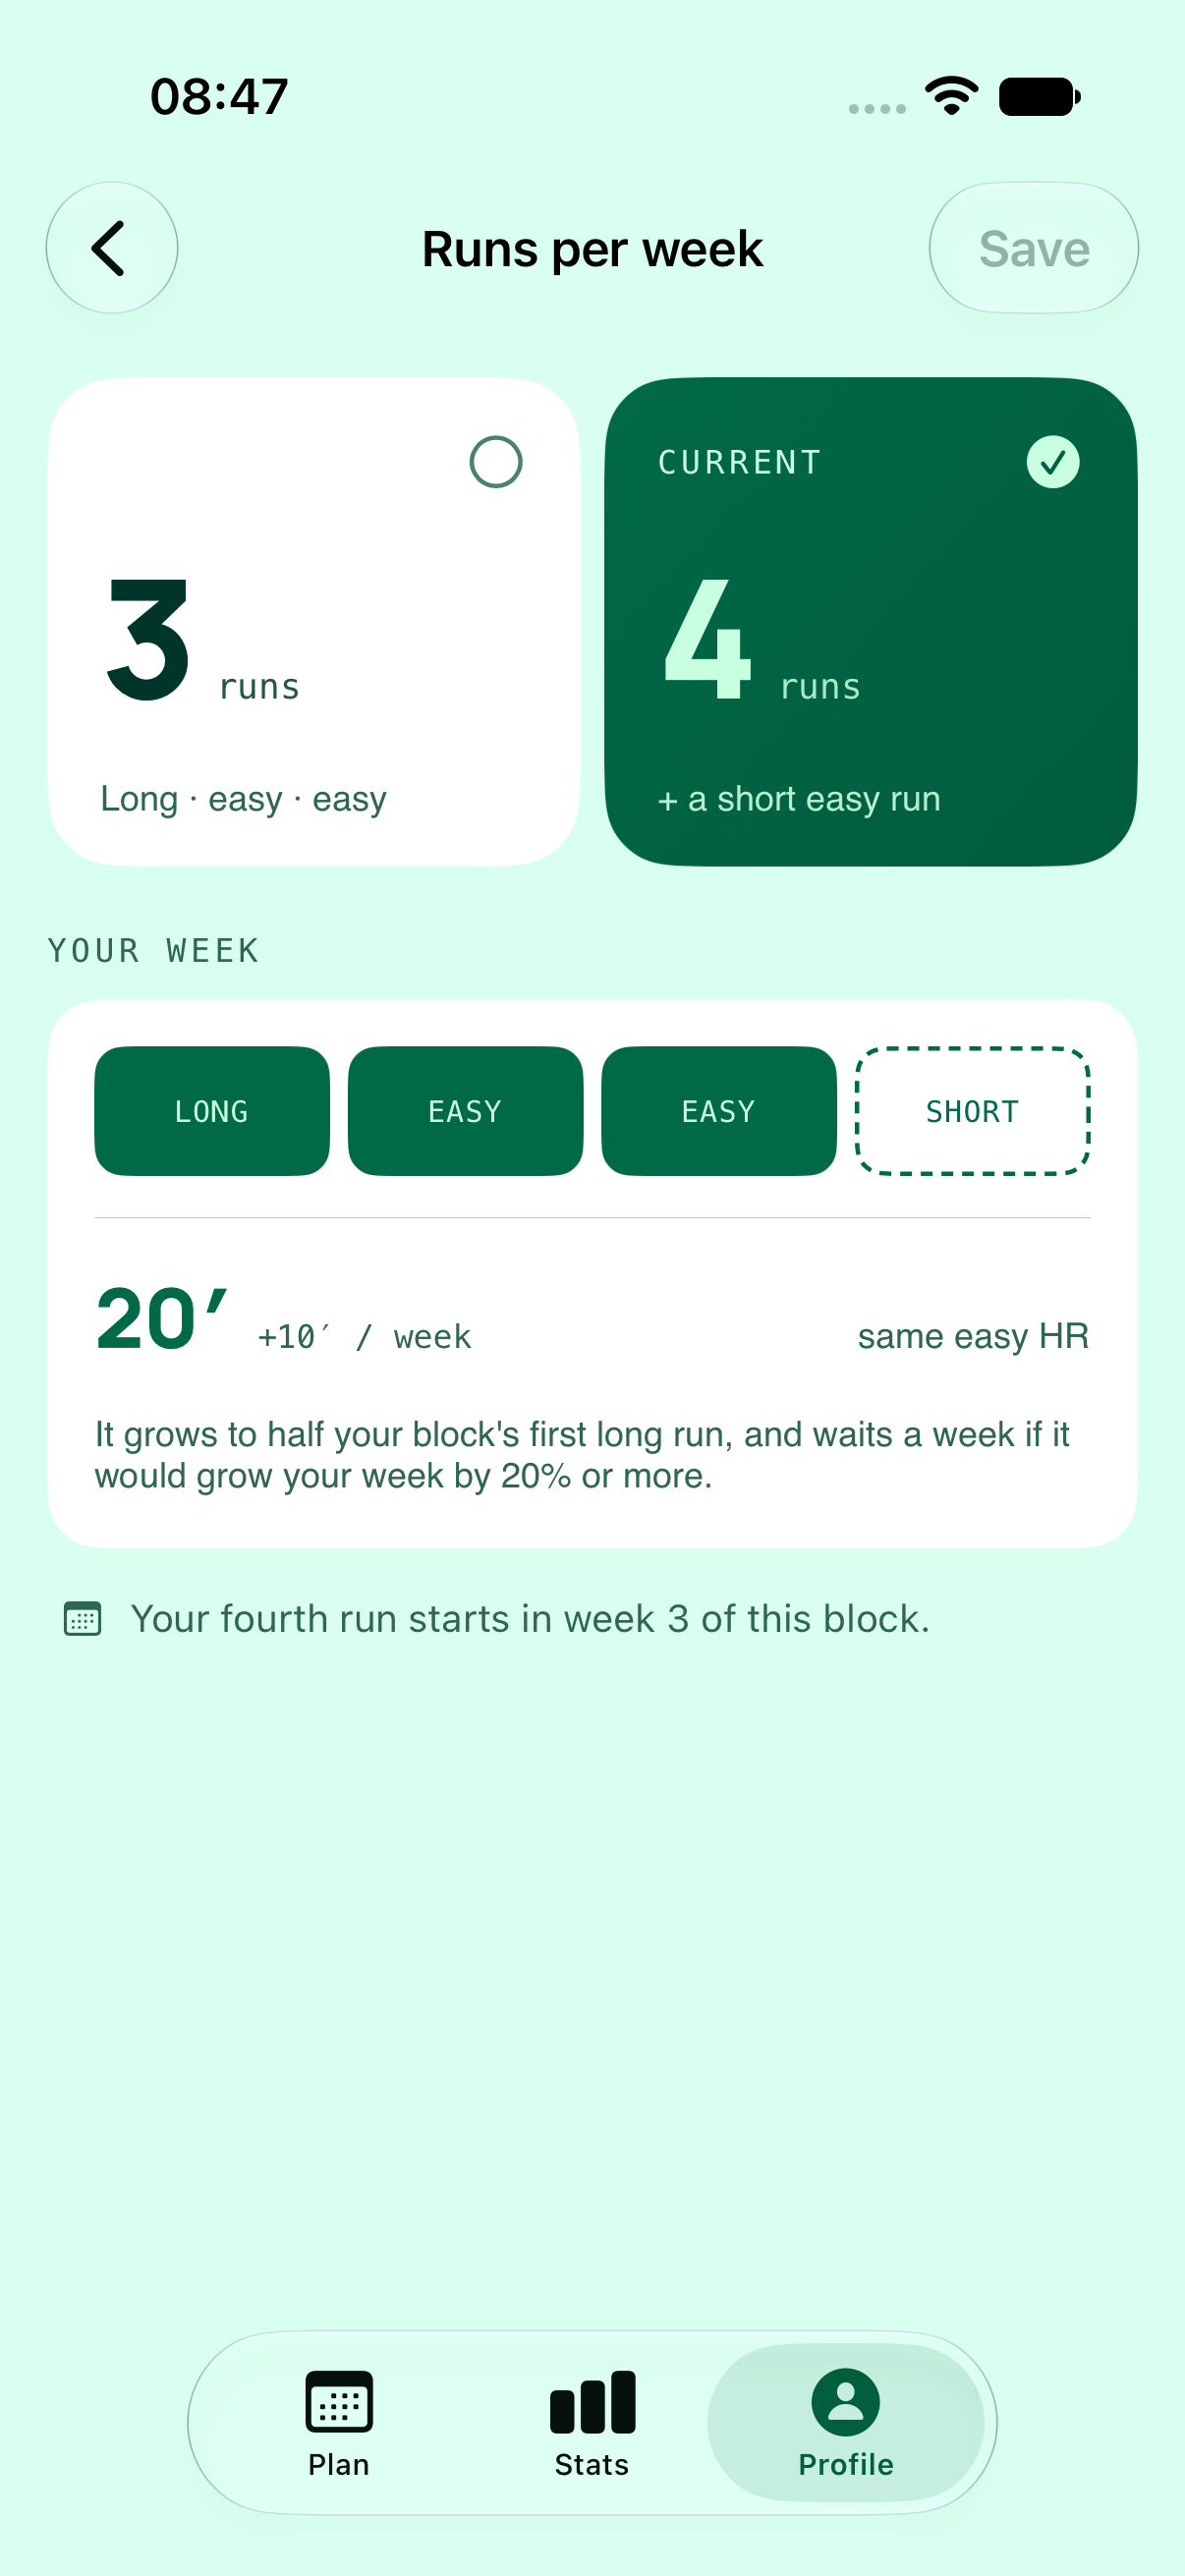 08:47
Runs per week
Save
CURRENT
3 runs
4 runs
Long · easy · easy
+ a short easy run
YOUR WEEK
LONG
EASY
EASY
SHORT
20′ +10′ / week
same easy HR
It grows to half your block's first long run, and waits a week if it
would grow your week by 20% or more.
Your fourth run starts in week 3 of this block.
Plan
Stats
Profile